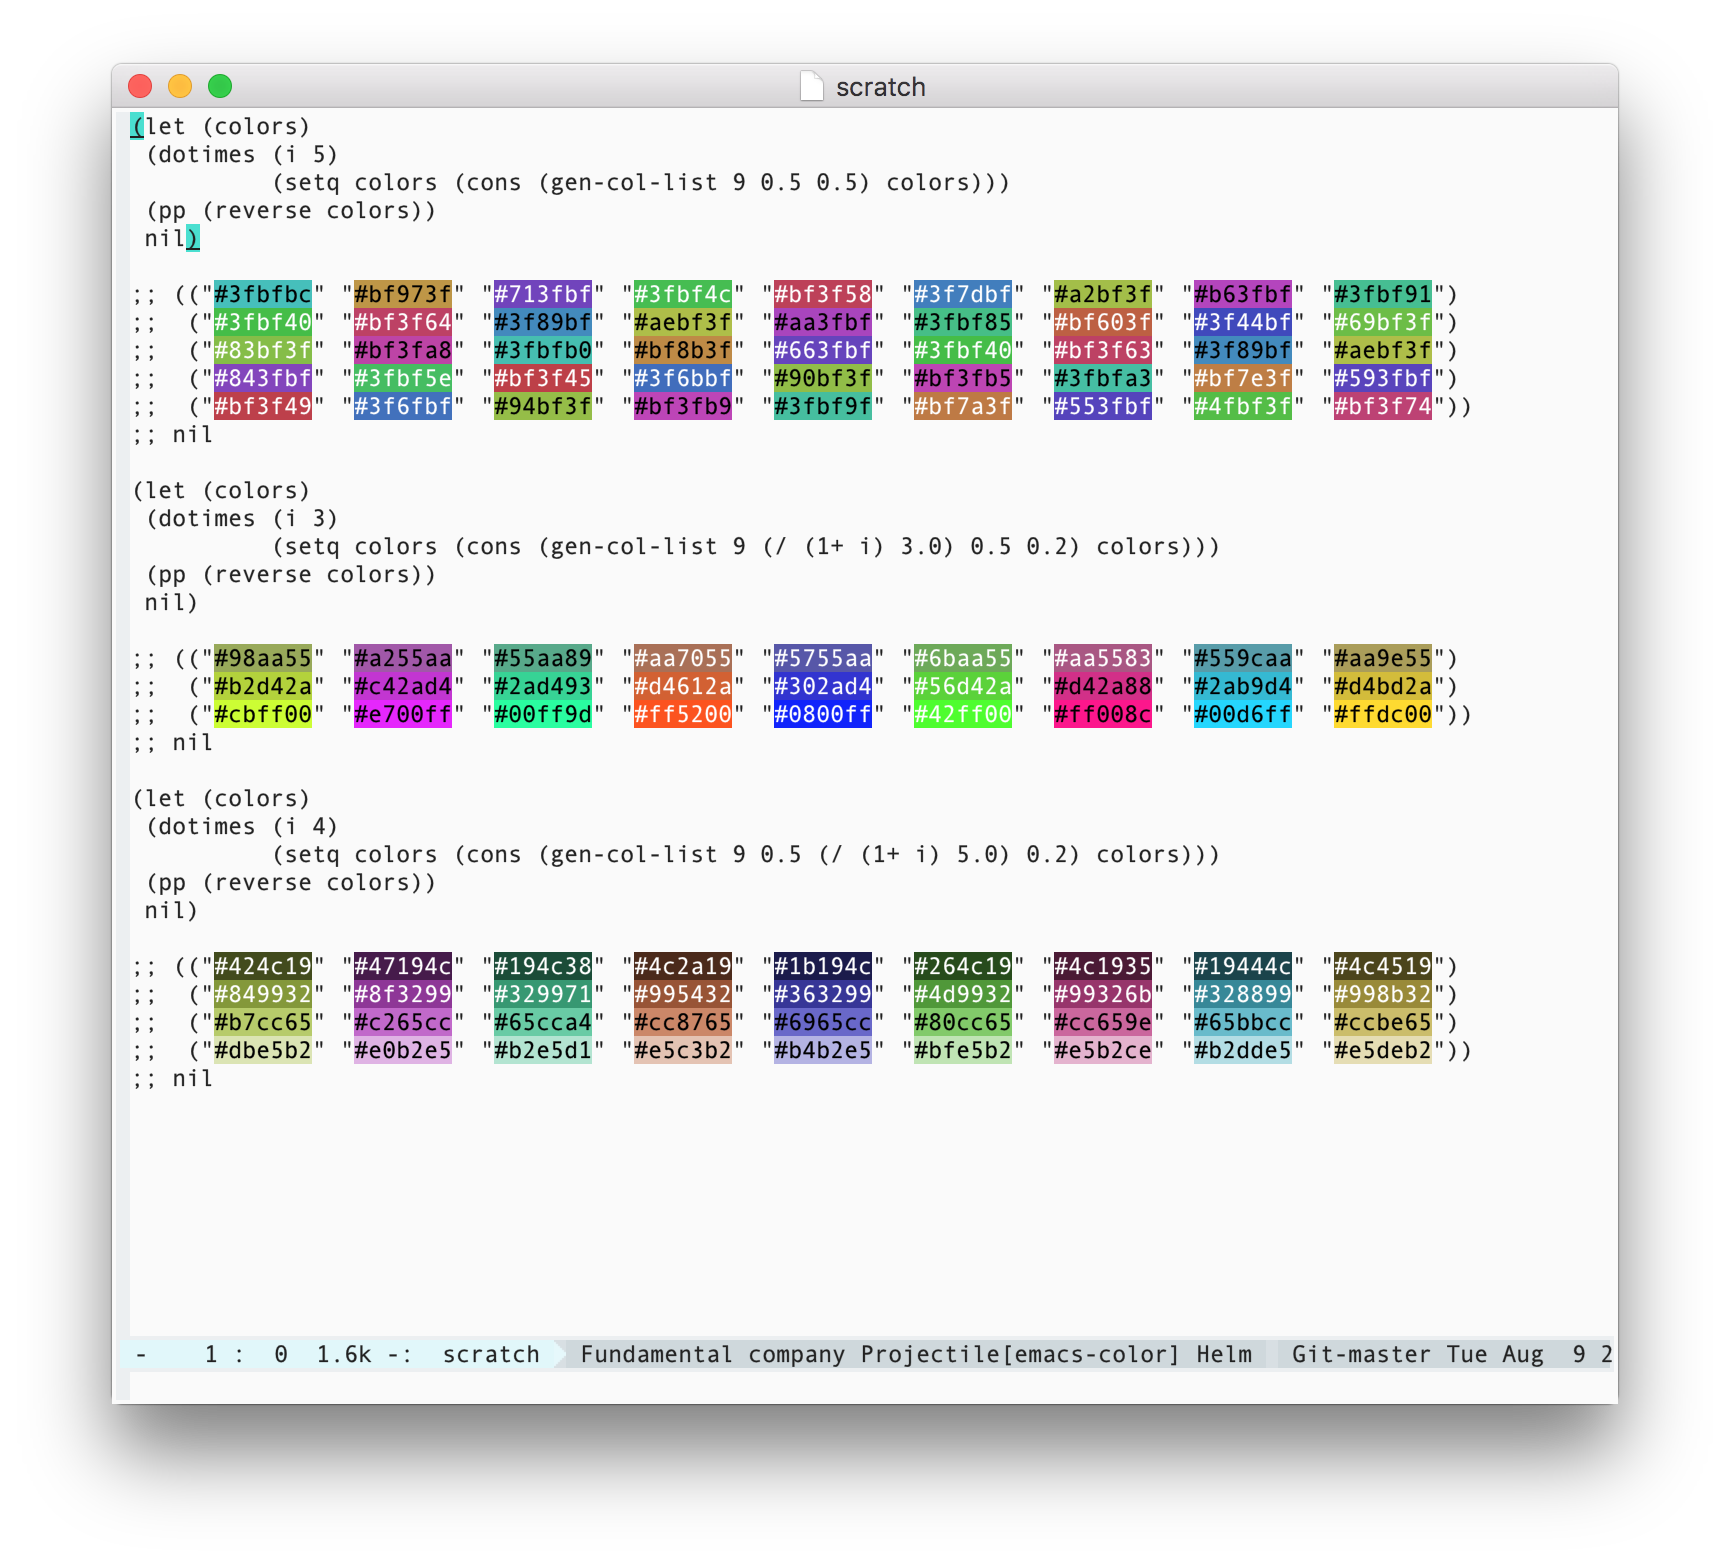 scratch
(let (colors)
 (dotimes (i 5)
          (setq colors (cons (gen-col-list 9 0.5 0.5) colors)))
 (pp (reverse colors))
 nil)

;; (("#3fbfbc" "#bf973f" "#713fbf" "#3fbf4c" "#bf3f58" "#3f7dbf" "#a2bf3f" "#b63fbf" "#3fbf91")
;;  ("#3fbf40" "#bf3f64" "#3f89bf" "#aebf3f" "#aa3fbf" "#3fbf85" "#bf603f" "#3f44bf" "#69bf3f")
;;  ("#83bf3f" "#bf3fa8" "#3fbfb0" "#bf8b3f" "#663fbf" "#3fbf40" "#bf3f63" "#3f89bf" "#aebf3f")
;;  ("#843fbf" "#3fbf5e" "#bf3f45" "#3f6bbf" "#90bf3f" "#bf3fb5" "#3fbfa3" "#bf7e3f" "#593fbf")
;;  ("#bf3f49" "#3f6fbf" "#94bf3f" "#bf3fb9" "#3fbf9f" "#bf7a3f" "#553fbf" "#4fbf3f" "#bf3f74"))
;; nil

(let (colors)
 (dotimes (i 3)
          (setq colors (cons (gen-col-list 9 (/ (1+ i) 3.0) 0.5 0.2) colors)))
 (pp (reverse colors))
 nil)

;; (("#98aa55" "#a255aa" "#55aa89" "#aa7055" "#5755aa" "#6baa55" "#aa5583" "#559caa" "#aa9e55")
;;  ("#b2d42a" "#c42ad4" "#2ad493" "#d4612a" "#302ad4" "#56d42a" "#d42a88" "#2ab9d4" "#d4bd2a")
;;  ("#cbff00" "#e700ff" "#00ff9d" "#ff5200" "#0800ff" "#42ff00" "#ff008c" "#00d6ff" "#ffdc00"))
;; nil

(let (colors)
 (dotimes (i 4)
          (setq colors (cons (gen-col-list 9 0.5 (/ (1+ i) 5.0) 0.2) colors)))
 (pp (reverse colors))
 nil)

;; (("#424c19" "#47194c" "#194c38" "#4c2a19" "#1b194c" "#264c19" "#4c1935" "#19444c" "#4c4519")
;;  ("#849932" "#8f3299" "#329971" "#995432" "#363299" "#4d9932" "#99326b" "#328899" "#998b32")
;;  ("#b7cc65" "#c265cc" "#65cca4" "#cc8765" "#6965cc" "#80cc65" "#cc659e" "#65bbcc" "#ccbe65")
;;  ("#dbe5b2" "#e0b2e5" "#b2e5d1" "#e5c3b2" "#b4b2e5" "#bfe5b2" "#e5b2ce" "#b2dde5" "#e5deb2"))
;; nil
-    1 :  0  1.6k -:  scratch  Fundamental company Projectile[emacs-color] Helm  Git-master Tue Aug  9 2